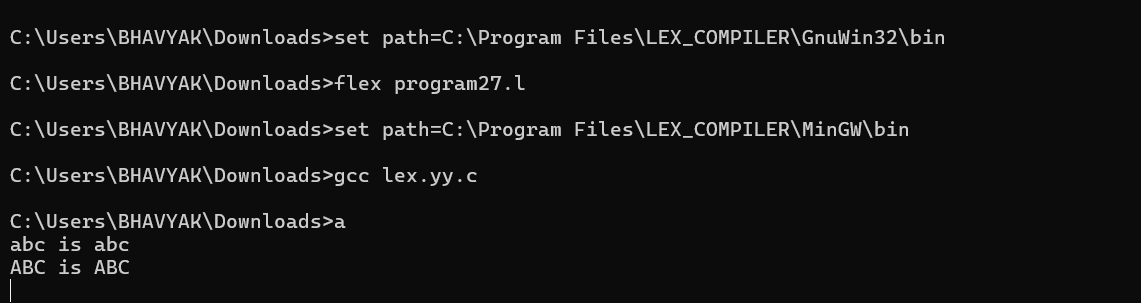 C:\Users\BHAVYAK\Downloads>set path=C:\Program Files\LEX_COMPILER\GnuWin32\bin
C:\Users\BHAVYAK\Downloads>flex program27.l
C:\Users\BHAVYAK\Downloads>set path=C:\Program Files\LEX_COMPILER\MinGW\bin
C:\Users\BHAVYAK\Downloads>gcc lex.yy.c
C:\Users\BHAVYAK\Downloads>a
abc is abc
ABC is ABC